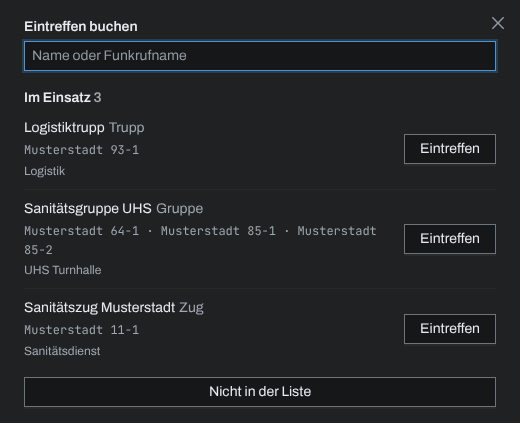 Eintreffen buchen
Name oder Funkrufname
Im Einsatz 3
Logistiktrupp Trupp
Musterstadt 93-1
Logistik
Eintreffen
Sanitätsgruppe UHS Gruppe
Musterstadt 64-1 · Musterstadt 85-1 · Musterstadt
85-2
UHS Turnhalle
Eintreffen
Sanitätszug Musterstadt Zug
Musterstadt 11-1
Sanitätsdienst
Eintreffen
Nicht in der Liste